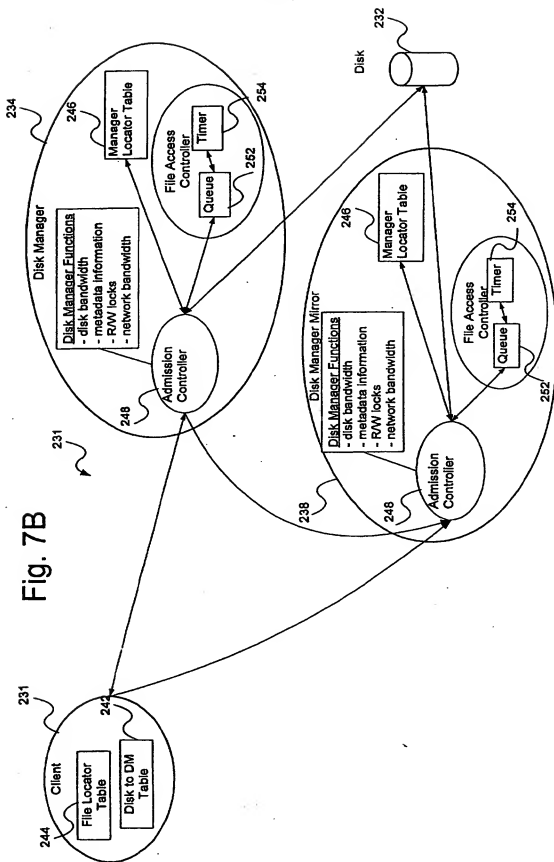 Fig. 7B
231
231
Client
244
File Locator
Table
242
Disk to DM
Table
234
Disk Manager
Disk Manager Functions
- disk bandwidth
- metadata information
- R/W locks
- network bandwidth
246
Manager
Locator Table
248
Admission
Controller
File Access
Controller
Queue
Timer
252
254
238
Disk Manager Mirror
Disk Manager Functions
- disk bandwidth
- metadata information
- R/W locks
- network bandwidth
246
Manager
Locator Table
248
Admission
Controller
File Access
Controller
Queue
Timer
252
254
Disk
232